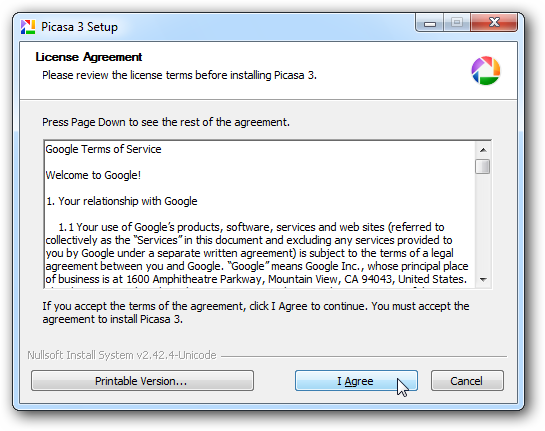 Picasa 3 Setup
License Agreement
Please review the license terms before installing Picasa 3.
Press Page Down to see the rest of the agreement.
Google Terms of Service
Welcome to Google!
1. Your relationship with Google
1.1 Your use of Google’s products, software, services and web sites (referred to
collectively as the “Services” in this document and excluding any services provided to
you by Google under a separate written agreement) is subject to the terms of a legal
agreement between you and Google. “Google” means Google Inc., whose principal place
of business is at 1600 Amphitheatre Parkway, Mountain View, CA 94043, United States.
If you accept the terms of the agreement, click I Agree to continue. You must accept the
agreement to install Picasa 3.
Nullsoft Install System v2.42.4-Unicode
Printable Version...
I Agree
Cancel